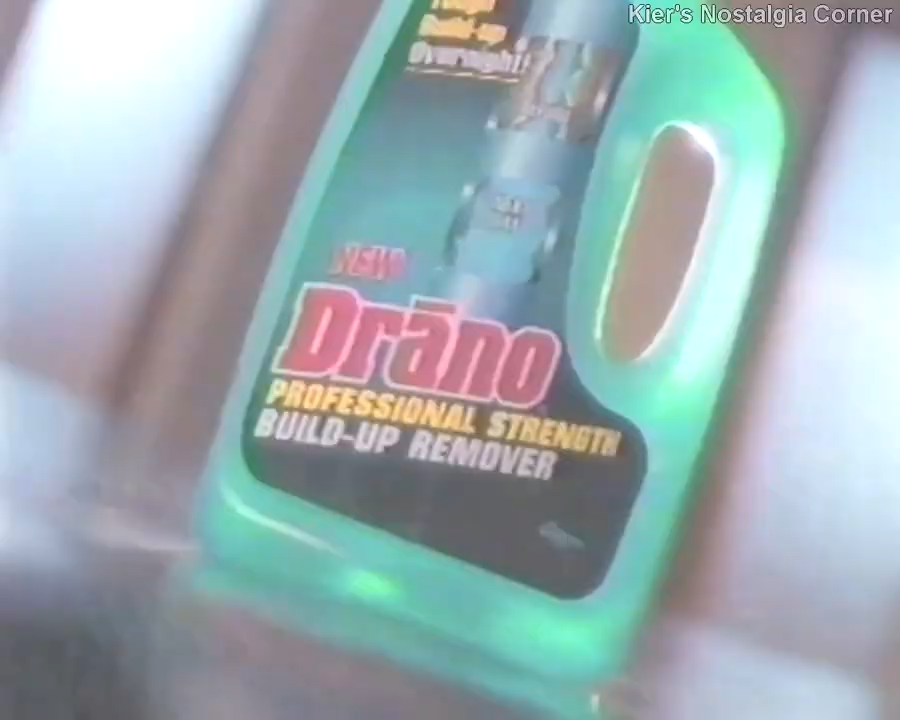 Kier's Nostalgia Corner
Build-up
Overnight!
NEW
Drāno
PROFESSIONAL STRENGTH
BUILD-UP REMOVER